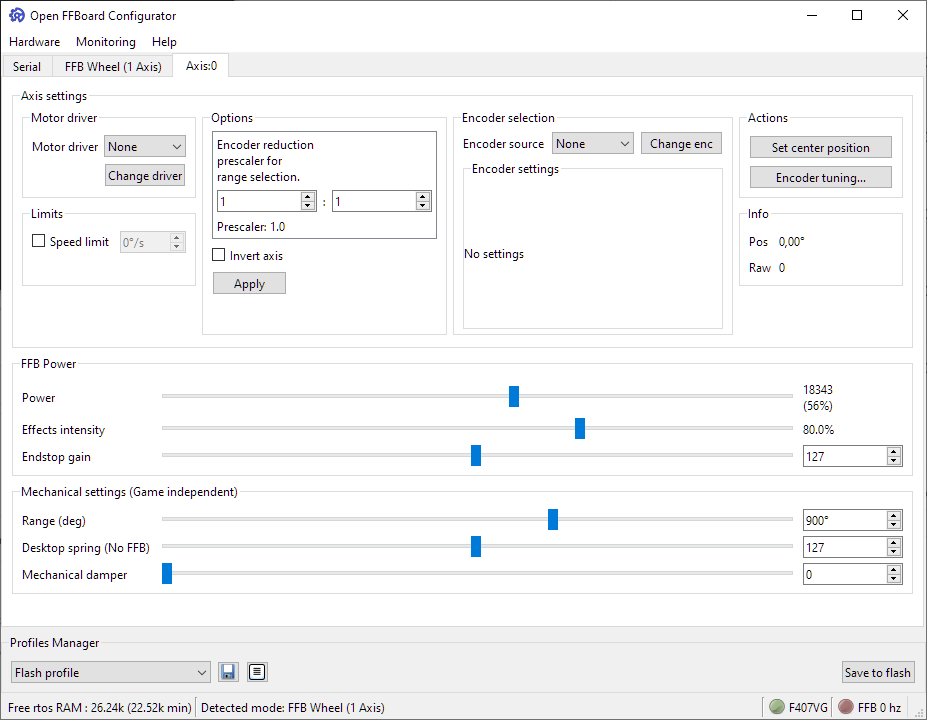 Open FFBoard Configurator
Hardware Monitoring Help
Serial FFB Wheel (1 Axis) Axis:0
Axis settings
Motor driver
Motor driver None
Change driver
Limits
Speed limit 0°/s
Options
Encoder reduction
prescaler for
range selection.
1 : 1
Prescaler: 1.0
Invert axis
Apply
Encoder selection
Encoder source None Change enc
Encoder settings
No settings
Actions
Set center position
Encoder tuning...
Info
Pos 0,00°
Raw 0
FFB Power
Power 18343
(56%)
Effects intensity 80.0%
Endstop gain 127
Mechanical settings (Game independent)
Range (deg) 900°
Desktop spring (No FFB) 127
Mechanical damper 0
Profiles Manager
Flash profile Save to flash
Free rtos RAM : 26.24k (22.52k min) Detected mode: FFB Wheel (1 Axis) F407VG FFB 0 hz